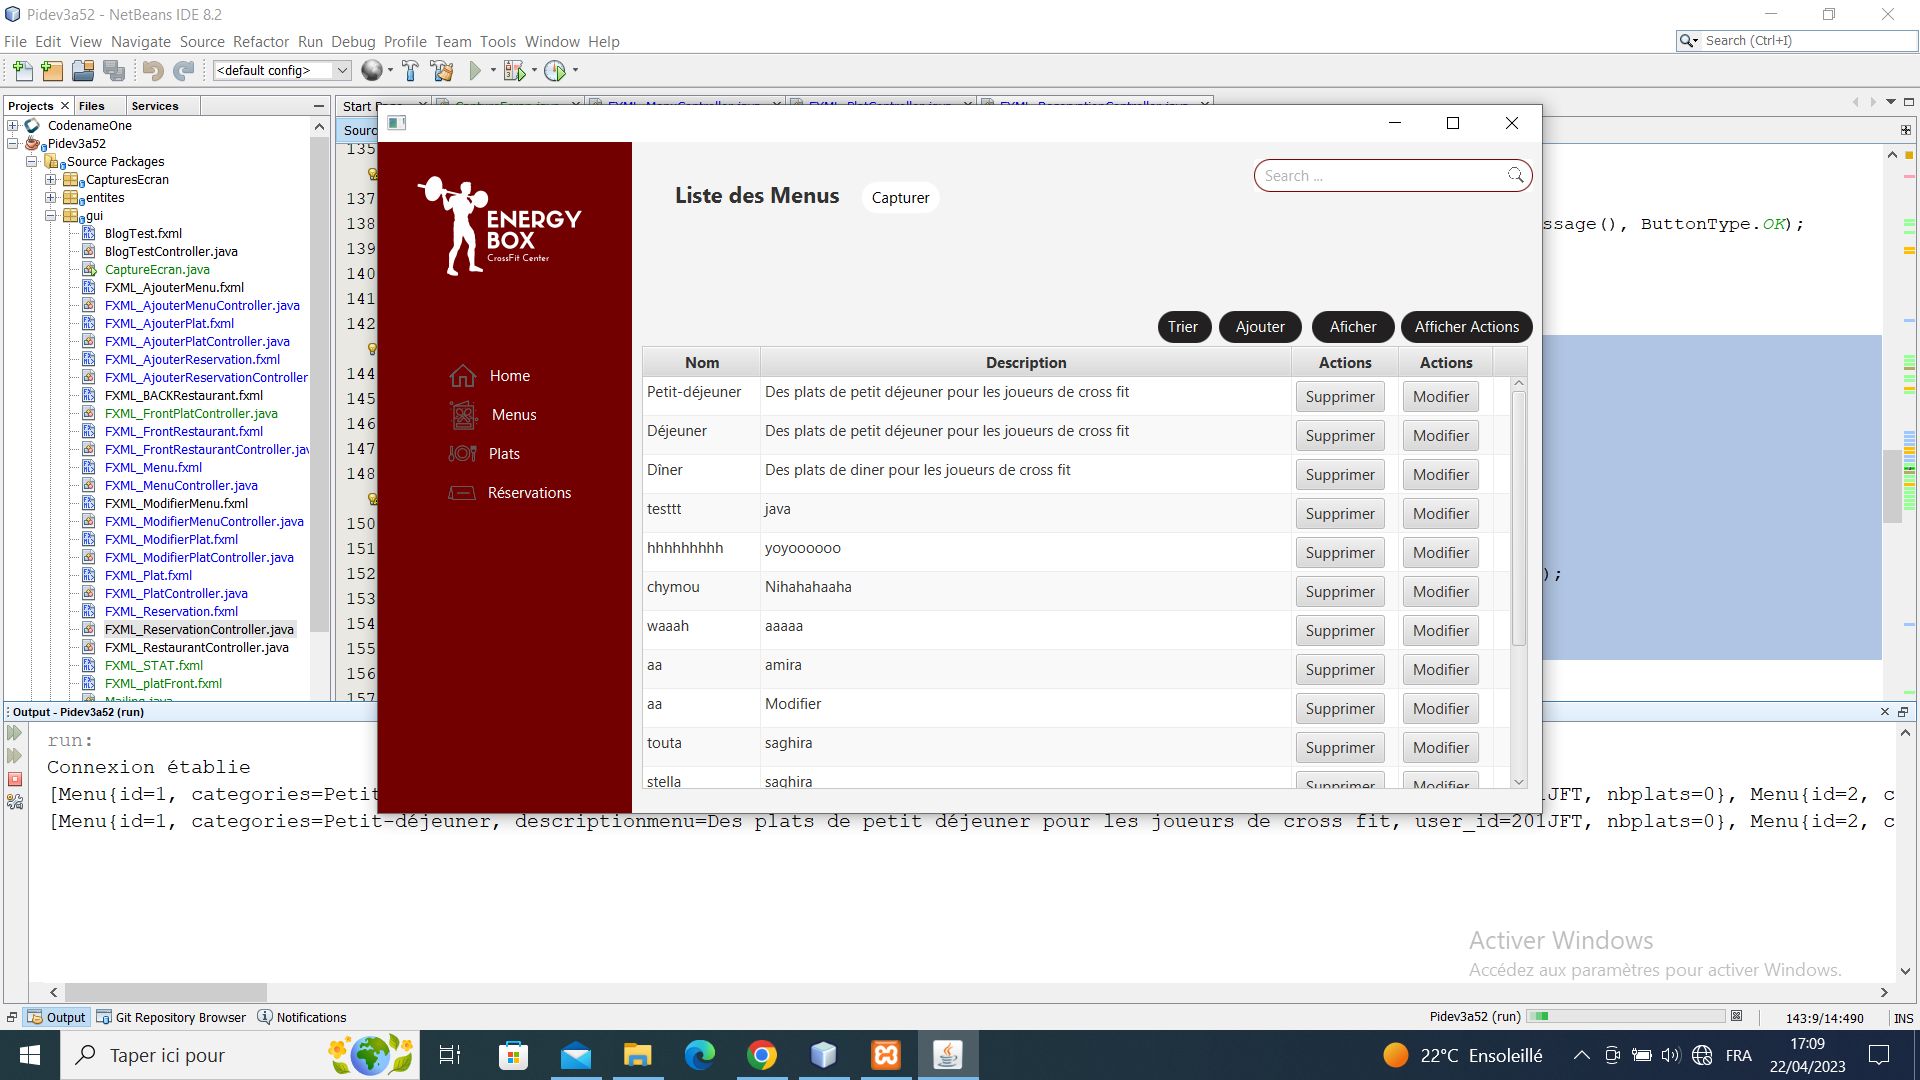 Pidev3a52 - NetBeans IDE 8.2
File Edit View Navigate Source Refactor Run Debug Profile Team Tools Window Help
Search (Ctrl+I)
<default config>
Projects Files Services
Start Page
CodenameOne
Pidev3a52
Source Packages
CapturesEcran
entites
gui
BlogTest.fxml
BlogTestController.java
CaptureEcran.java
FXML_AjouterMenu.fxml
FXML_AjouterMenuController.java
FXML_AjouterPlat.fxml
FXML_AjouterPlatController.java
FXML_AjouterReservation.fxml
FXML_AjouterReservationController
FXML_BACKRestaurant.fxml
FXML_FrontPlatController.java
FXML_FrontRestaurant.fxml
FXML_FrontRestaurantController.jav
FXML_Menu.fxml
FXML_MenuController.java
FXML_ModifierMenu.fxml
FXML_ModifierMenuController.java
FXML_ModifierPlat.fxml
FXML_ModifierPlatController.java
FXML_Plat.fxml
FXML_PlatController.java
FXML_Reservation.fxml
FXML_ReservationController.java
FXML_RestaurantController.java
FXML_STAT.fxml
FXML_platFront.fxml
Mailing.java
Sourc
135
137
138
139
140
141
142
144
145
146
147
148
150
151
152
153
154
155
156
157
ssage(), ButtonType.OK);
);
ENERGY
BOX
CrossFit Center
Home
Menus
Plats
Réservations
Liste des Menus
Capturer
Search ...
Trier Ajouter Aficher Afficher Actions
Nom Description Actions Actions
Petit-déjeuner Des plats de petit déjeuner pour les joueurs de cross fit Supprimer Modifier
Déjeuner Des plats de petit déjeuner pour les joueurs de cross fit Supprimer Modifier
Dîner Des plats de diner pour les joueurs de cross fit Supprimer Modifier
testtt java Supprimer Modifier
hhhhhhhhh yoyoooooo Supprimer Modifier
chymou Nihahahaaha Supprimer Modifier
waaah aaaaa Supprimer Modifier
aa amira Supprimer Modifier
aa Modifier Supprimer Modifier
touta saghira Supprimer Modifier
stella saghira Supprimer Modifier
Output - Pidev3a52 (run)
run:
Connexion établie
[Menu{id=1, categories=Petit 1JFT, nbplats=0}, Menu{id=2, c
[Menu{id=1, categories=Petit-déjeuner, descriptionmenu=Des plats de petit déjeuner pour les joueurs de cross fit, user_id=201JFT, nbplats=0}, Menu{id=2, c
Activer Windows
Accédez aux paramètres pour activer Windows.
Output Git Repository Browser Notifications
Pidev3a52 (run)
143:9/14:490 INS
Taper ici pour
22°C Ensoleillé
FRA
17:09
22/04/2023